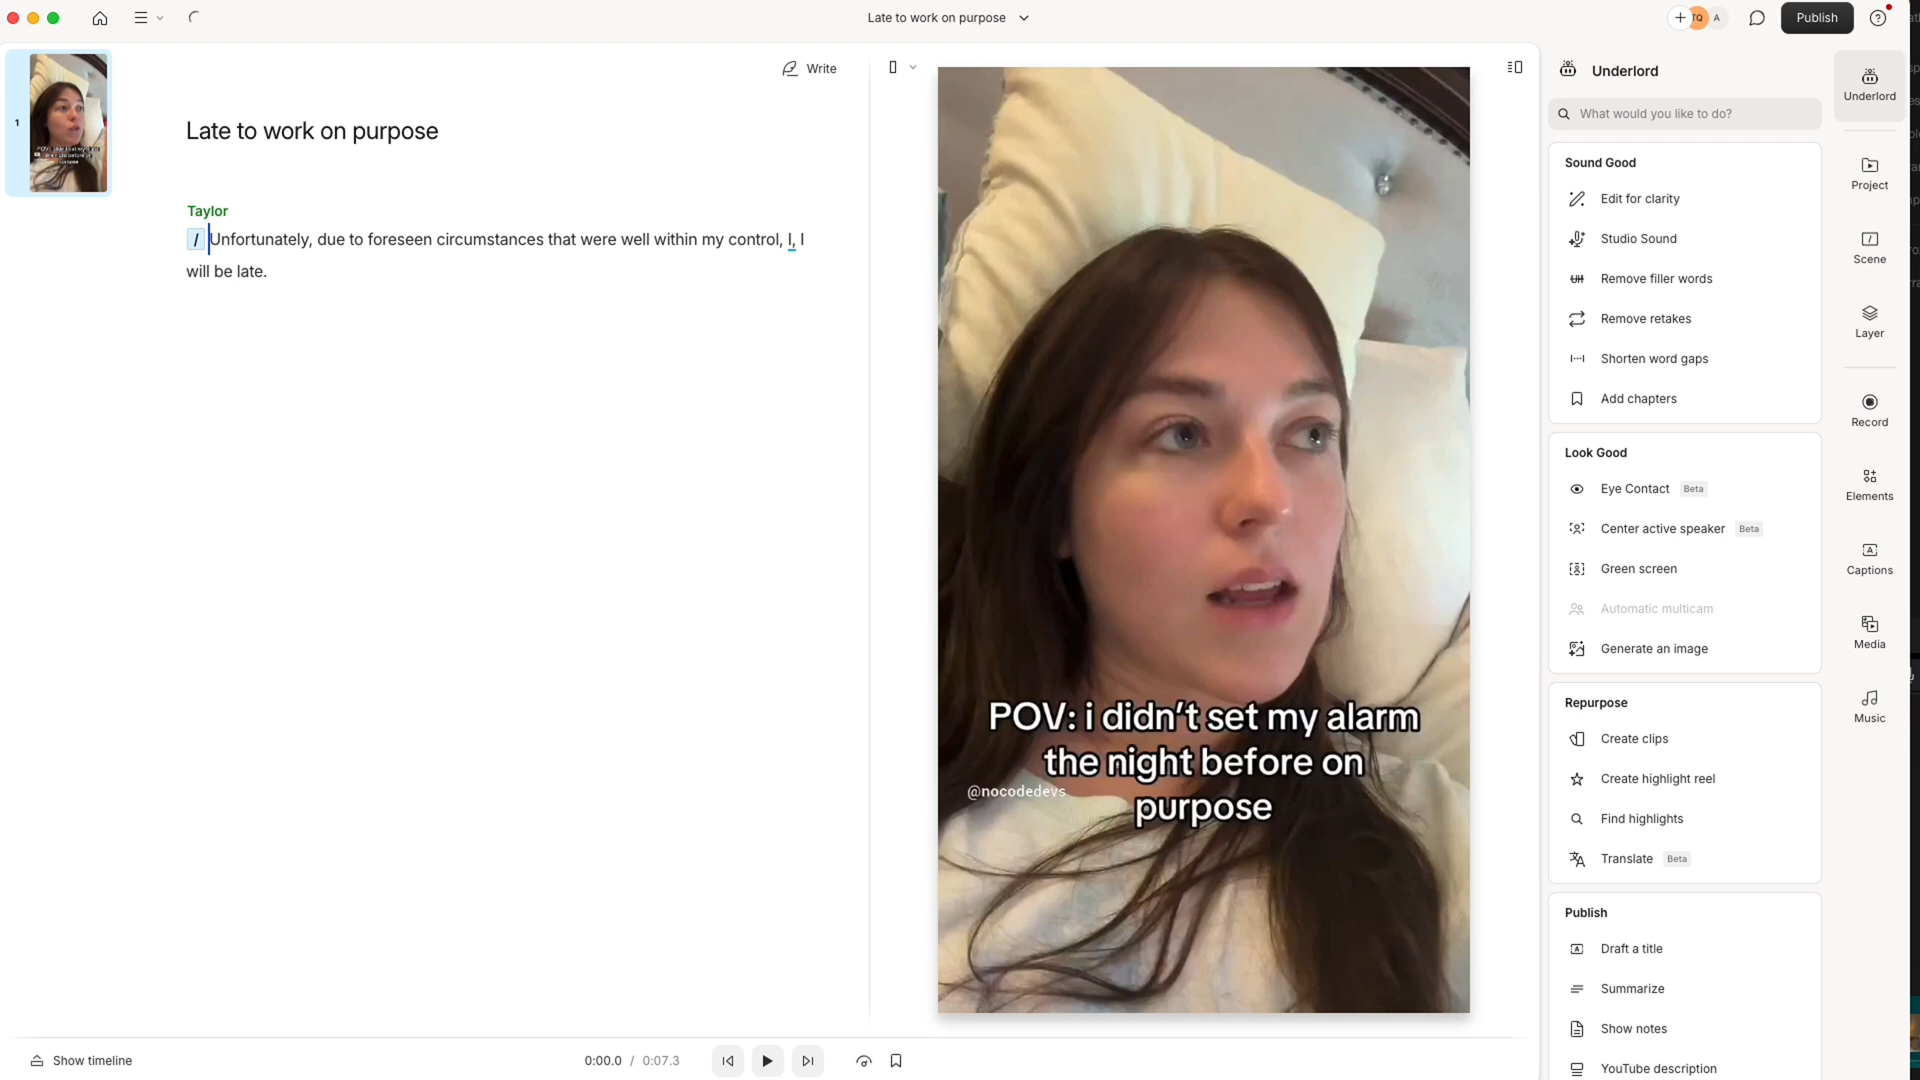 Late to work on purpose
TQ
A
Publish
1
Write
Late to work on purpose
Taylor
/ Unfortunately, due to foreseen circumstances that were well within my control, I, I
will be late.
POV: i didn't set my alarm
the night before on
@nocodedevs
purpose
Underlord
What would you like to do?
Sound Good
Edit for clarity
Studio Sound
Remove filler words
Remove retakes
Shorten word gaps
Add chapters
Look Good
Eye Contact Beta
Center active speaker Beta
Green screen
Automatic multicam
Generate an image
Repurpose
Create clips
Create highlight reel
Find highlights
Translate Beta
Publish
Draft a title
Summarize
Show notes
YouTube description
Underlord
Project
Scene
Layer
Record
Elements
Captions
Media
Music
Show timeline
0:00.0 / 0:07.3